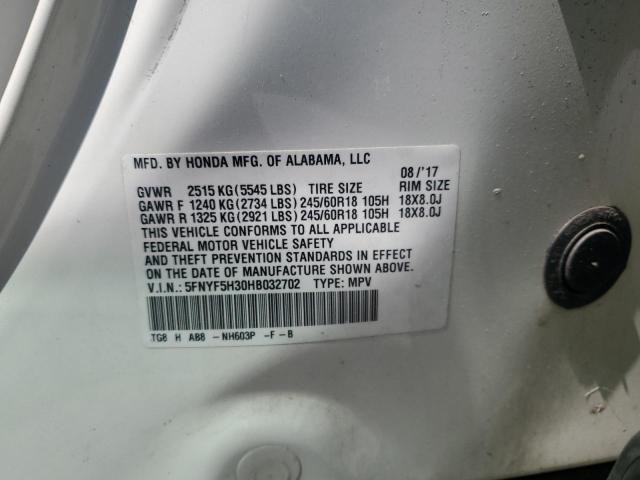 MFD. BY HONDA MFG. OF ALABAMA, LLC 08/'17
GVWR 2515 KG (5545 LBS) TIRE SIZE RIM SIZE
GAWR F 1240 KG (2734 LBS) 245/60R18 105H 18X8.0J
GAWR R 1325 KG (2921 LBS) 245/60R18 105H 18X8.0J
THIS VEHICLE CONFORMS TO ALL APPLICABLE
FEDERAL MOTOR VEHICLE SAFETY
AND THEFT PREVENTION STANDARDS IN EFFECT
ON THE DATE OF MANUFACTURE SHOWN ABOVE.
V.I.N.: 5FNYF5H30HB032702 TYPE: MPV
TG8 H AB8 -NH603P -F -B